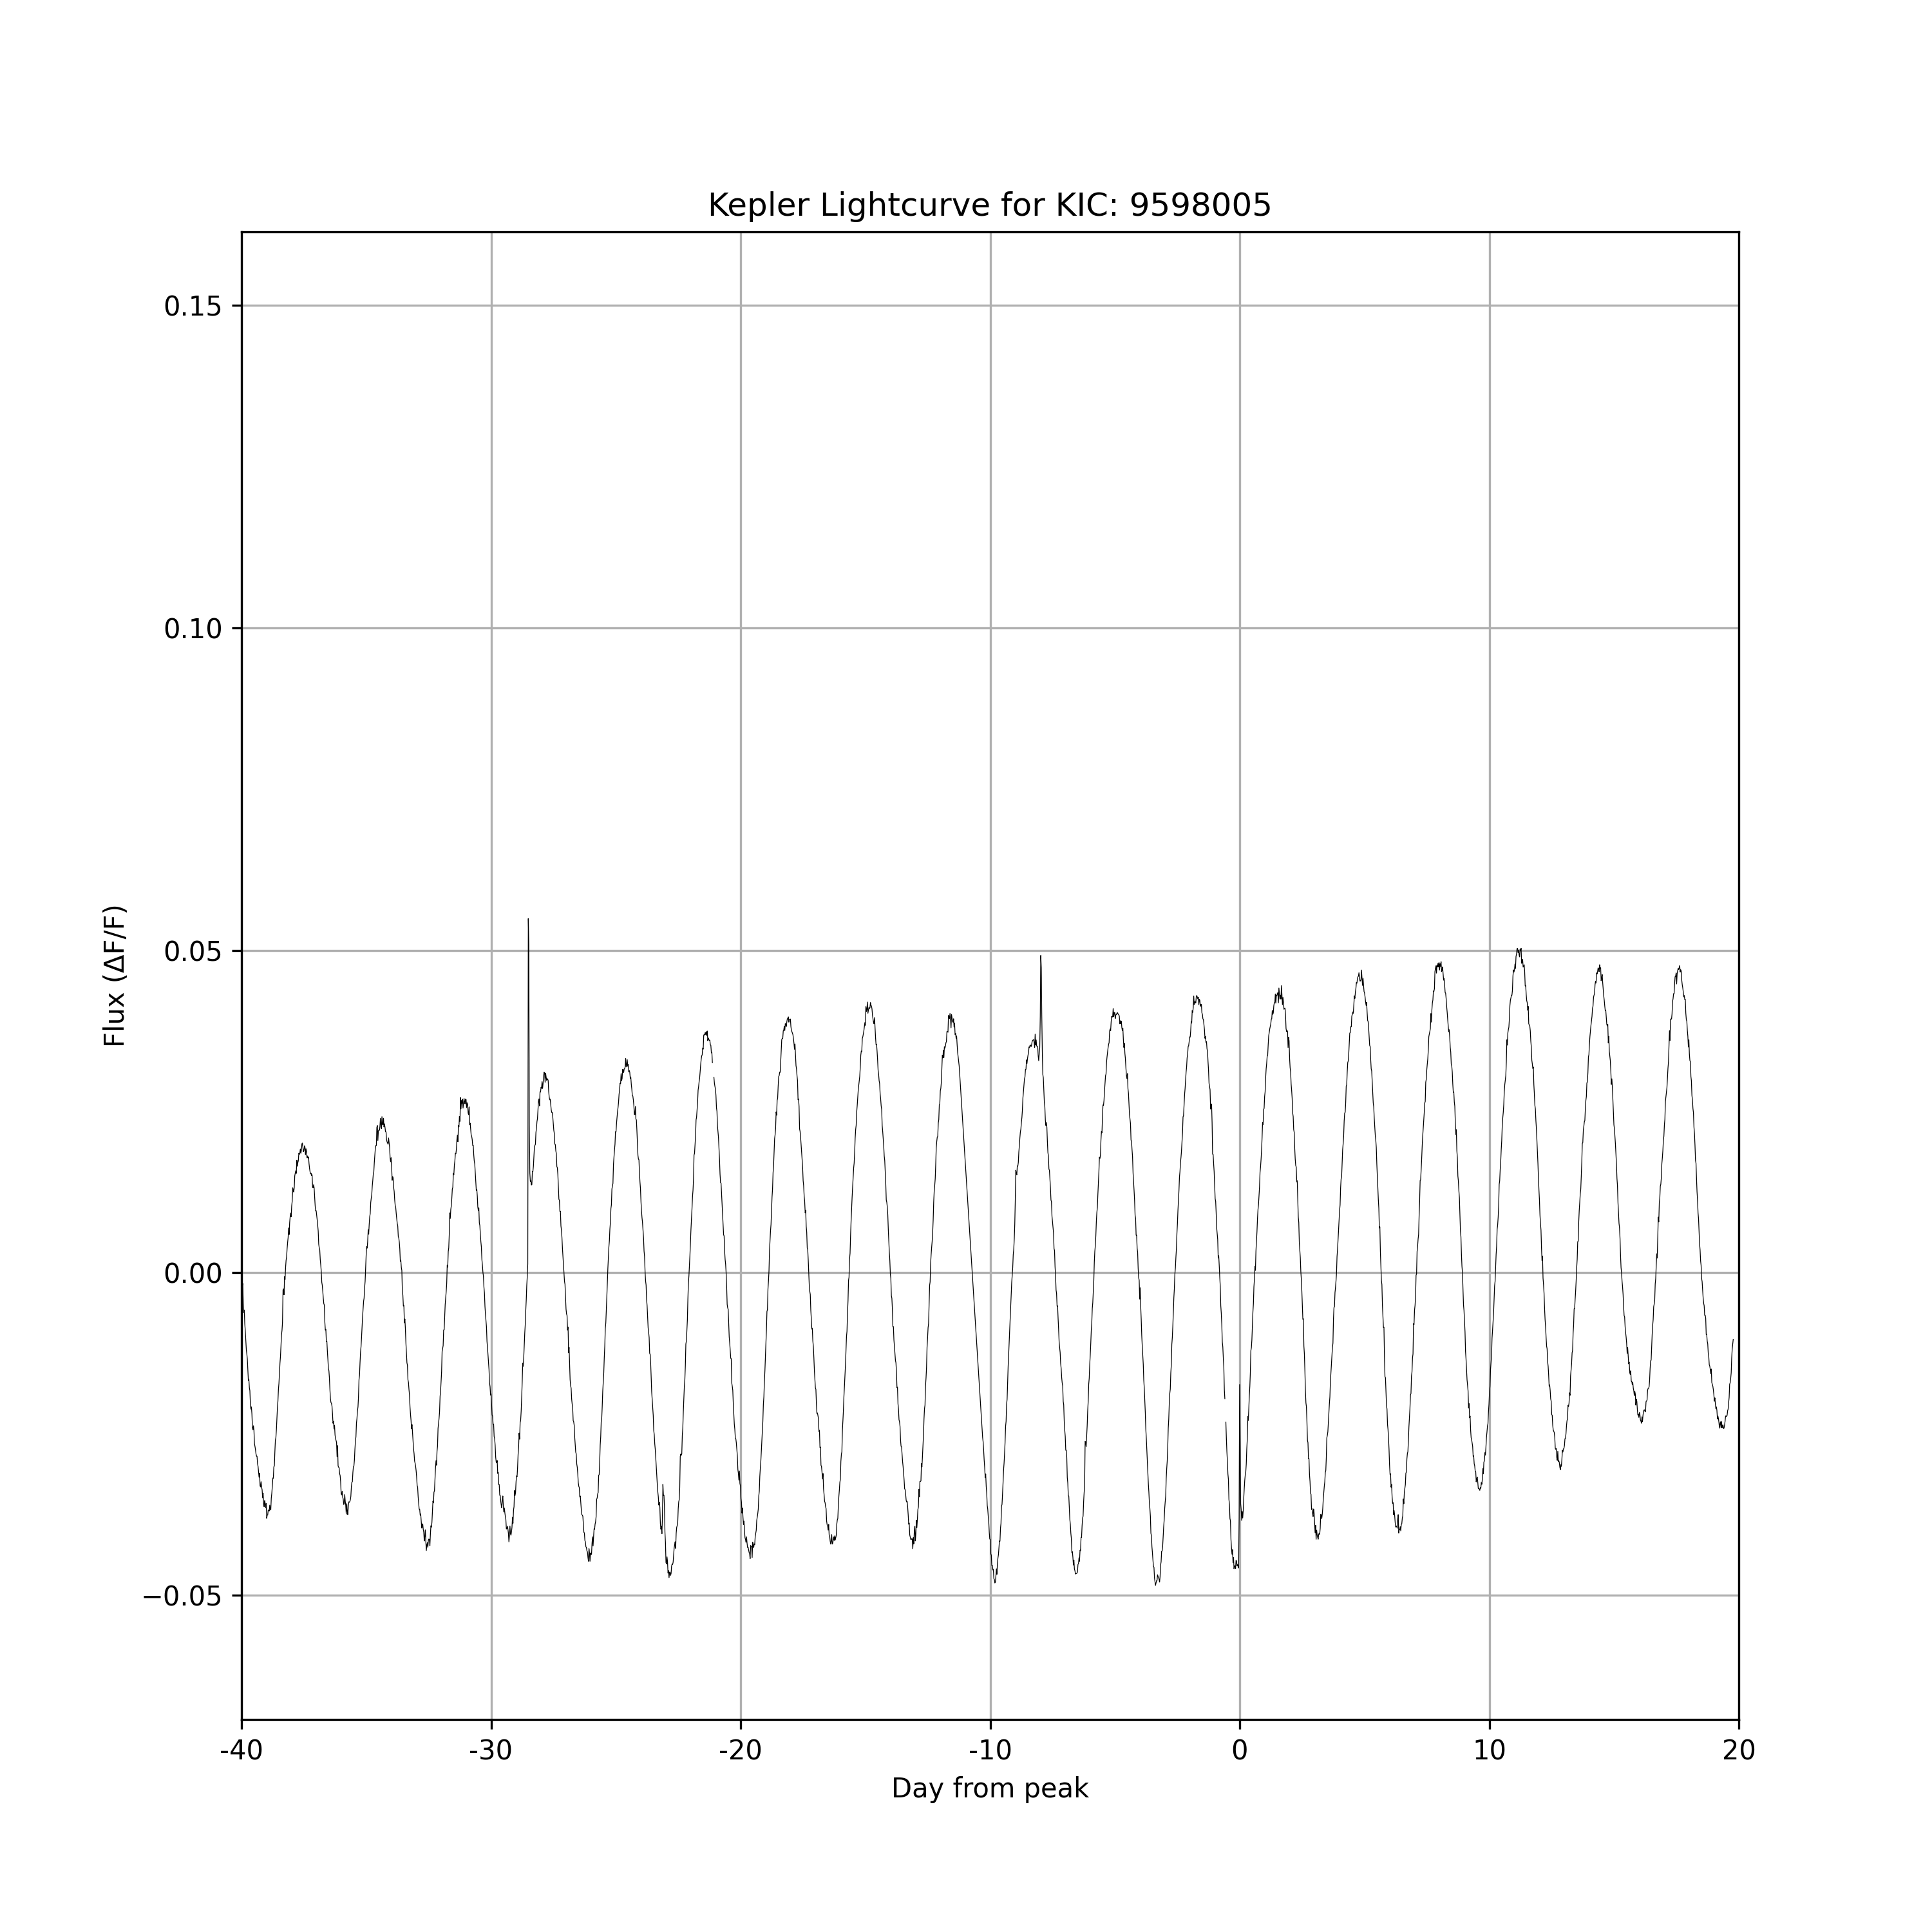 Kepler Lightcurve for KIC: 9598005
0.15
0.10
0.05
0.00
−0.05
Flux (ΔF/F)
-40 -30 -20 -10 0 10 20
Day from peak